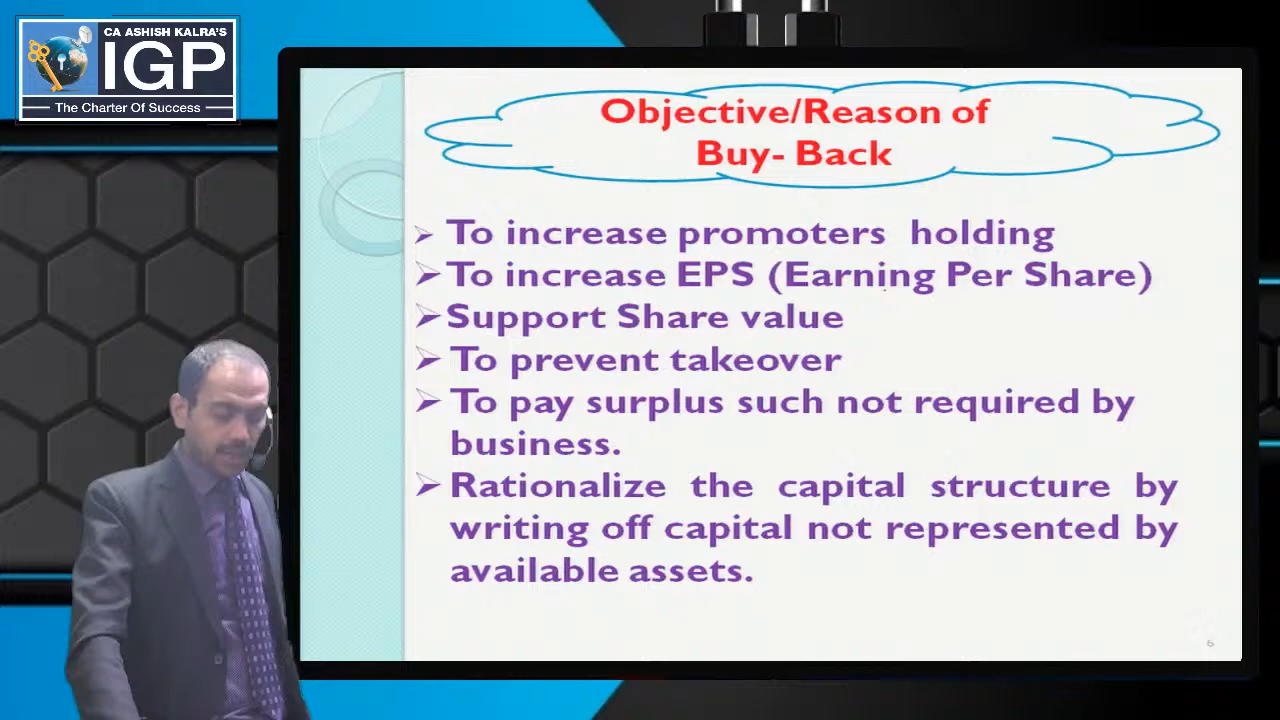 CA ASHISH KALRA'S
IGP
The Charter Of Success
Objective/Reason of
Buy- Back
To increase promoters holding
To increase EPS (Earning Per Share)
Support Share value
To prevent takeover
To pay surplus such not required by
business.
Rationalize the capital structure by
writing off capital not represented by
available assets.
6